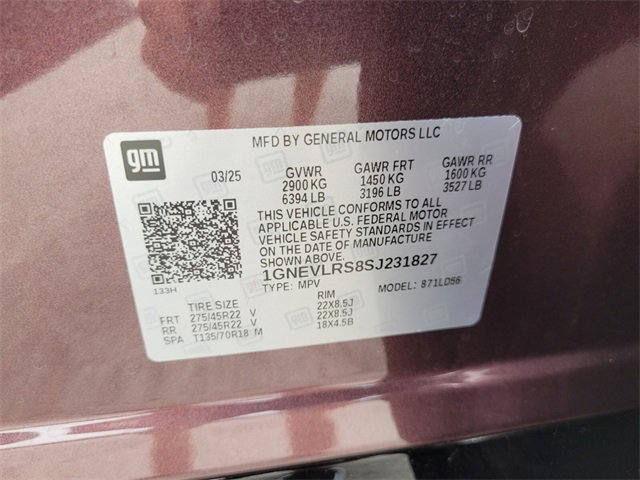 gm
MFD BY GENERAL MOTORS LLC
03/25 GVWR GAWR FRT GAWR RR
2900 KG 1450 KG 1600 KG
6394 LB 3196 LB 3527 LB
THIS VEHICLE CONFORMS TO ALL
APPLICABLE U.S. FEDERAL MOTOR
VEHICLE SAFETY STANDARDS IN EFFECT
ON THE DATE OF MANUFACTURE
SHOWN ABOVE.
1GNEVLRS8SJ231827
133H TYPE: MPV MODEL: 871LD56
TIRE SIZE RIM
FRT 275/45R22 V 22X8.5J
RR 275/45R22 V 22X8.5J
SPA T135/70R18 M 18X4.5B